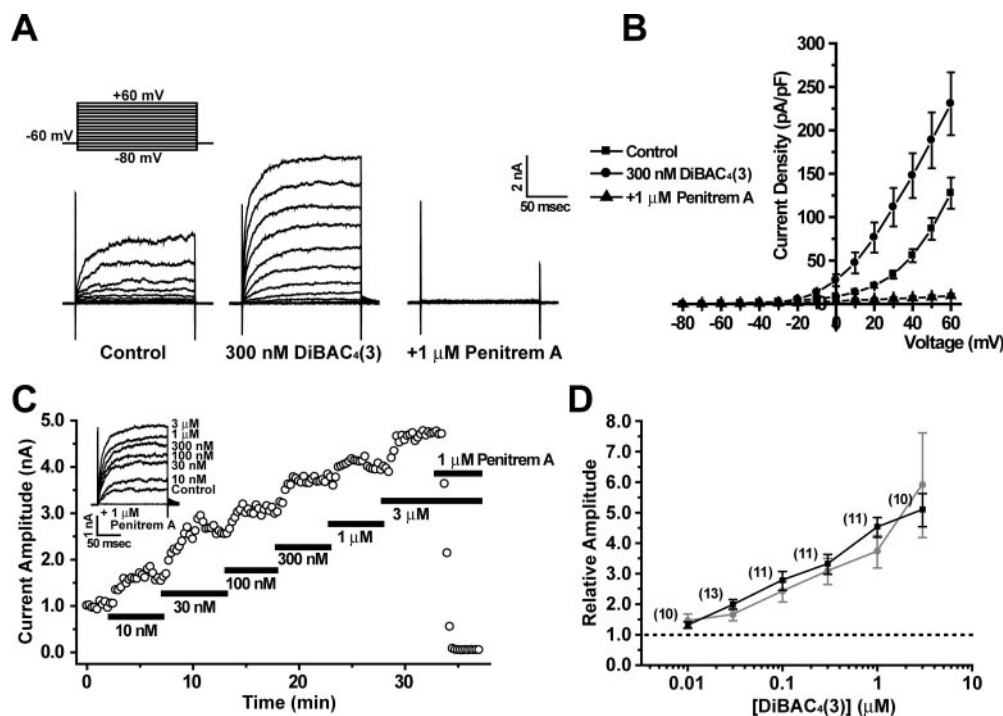 A
+60 mV
-60 mV
-80 mV
2 nA
50 msec
Control
300 nM DiBAC₄(3)
+1 μM Penitrem A
B
Current Density (pA/pF)
300
250
200
150
100
50
Control
300 nM DiBAC₄(3)
+1 μM Penitrem A
-80 -60 -40 -20 0 20 40 60
Voltage (mV)
C
Current Amplitude (nA)
5.0
4.0
3.0
2.0
1.0
0.0
3 μM
1 μM
300 nM
100 nM
30 nM
10 nM
Control
+ 1 μM
Penitrem A
1 nA
50 msec
1 μM Penitrem A
3 μM
1 μM
300 nM
100 nM
30 nM
10 nM
0 10 20 30
Time (min)
D
Relative Amplitude
8.0
7.0
6.0
5.0
4.0
3.0
2.0
1.0
0.0
(10)
(13)
(11)
(11)
(11)
(10)
0.01 0.1 1 10
[DiBAC₄(3)] (μM)